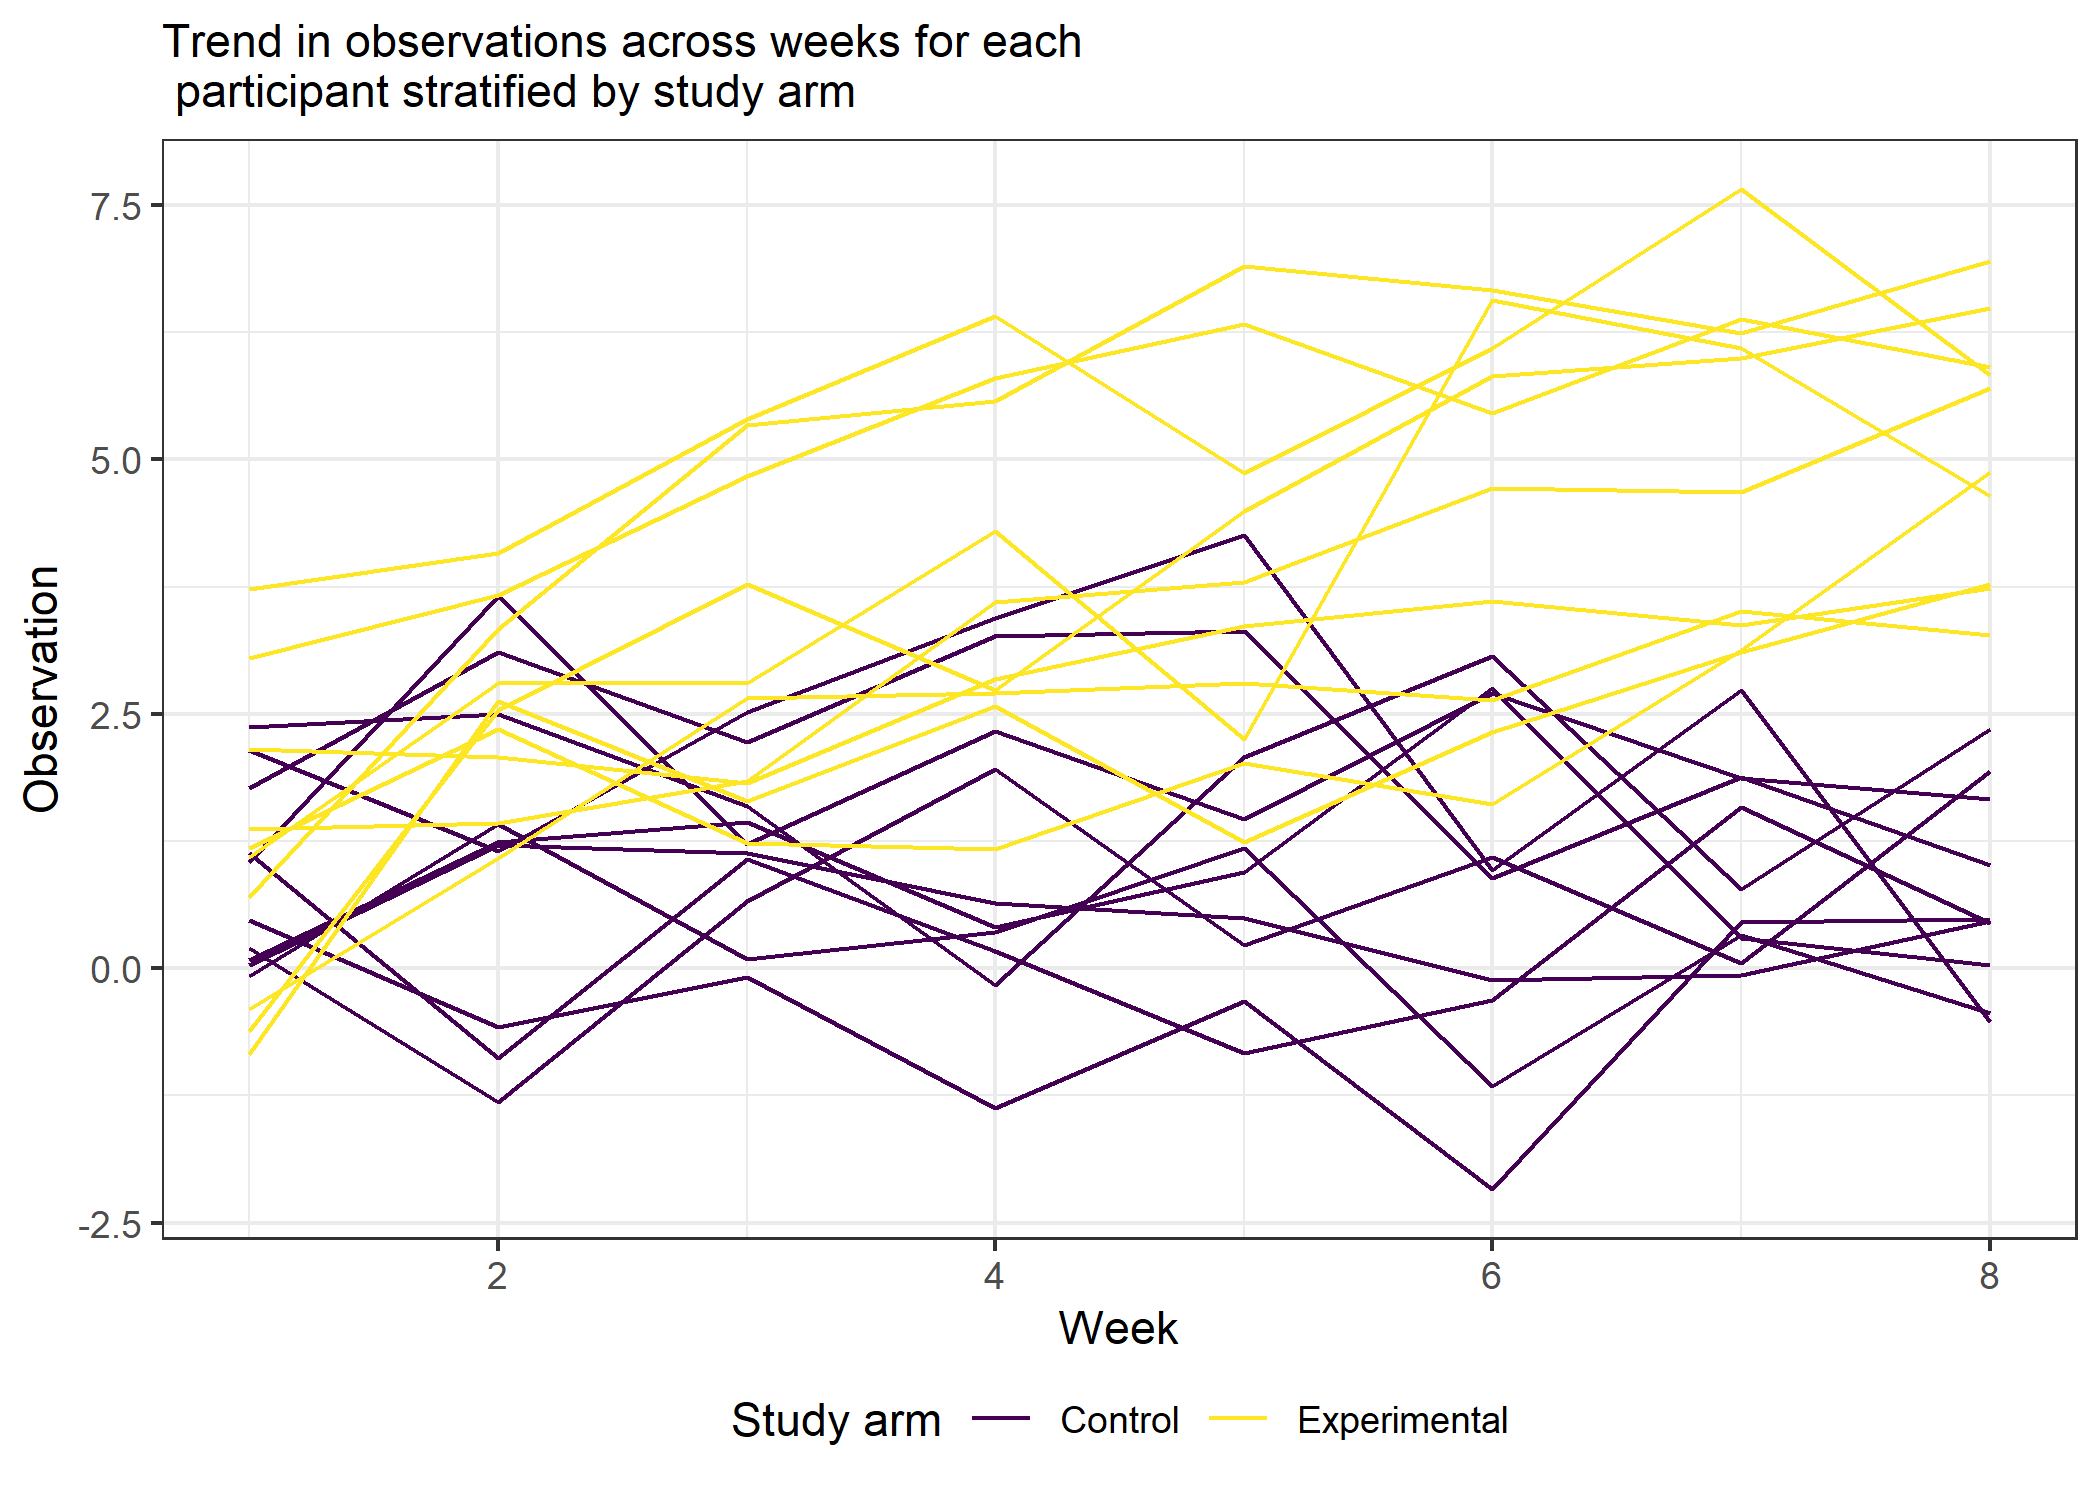 Trend in observations across weeks for each
participant stratified by study arm
7.5
5.0
2.5
0.0
-2.5
Observation
2 4 6 8
Week
Study arm Control Experimental